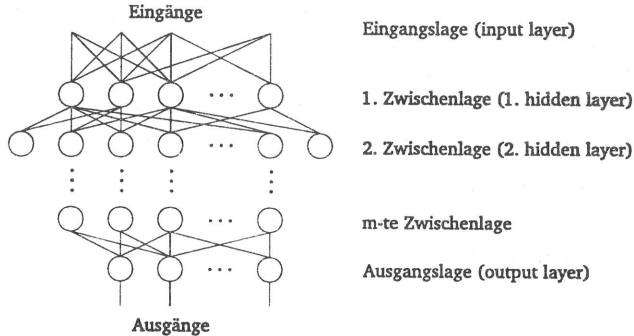 Eingänge
Eingangslage (input layer)
1. Zwischenlage (1. hidden layer)
2. Zwischenlage (2. hidden layer)
m-te Zwischenlage
Ausgangslage (output layer)
Ausgänge